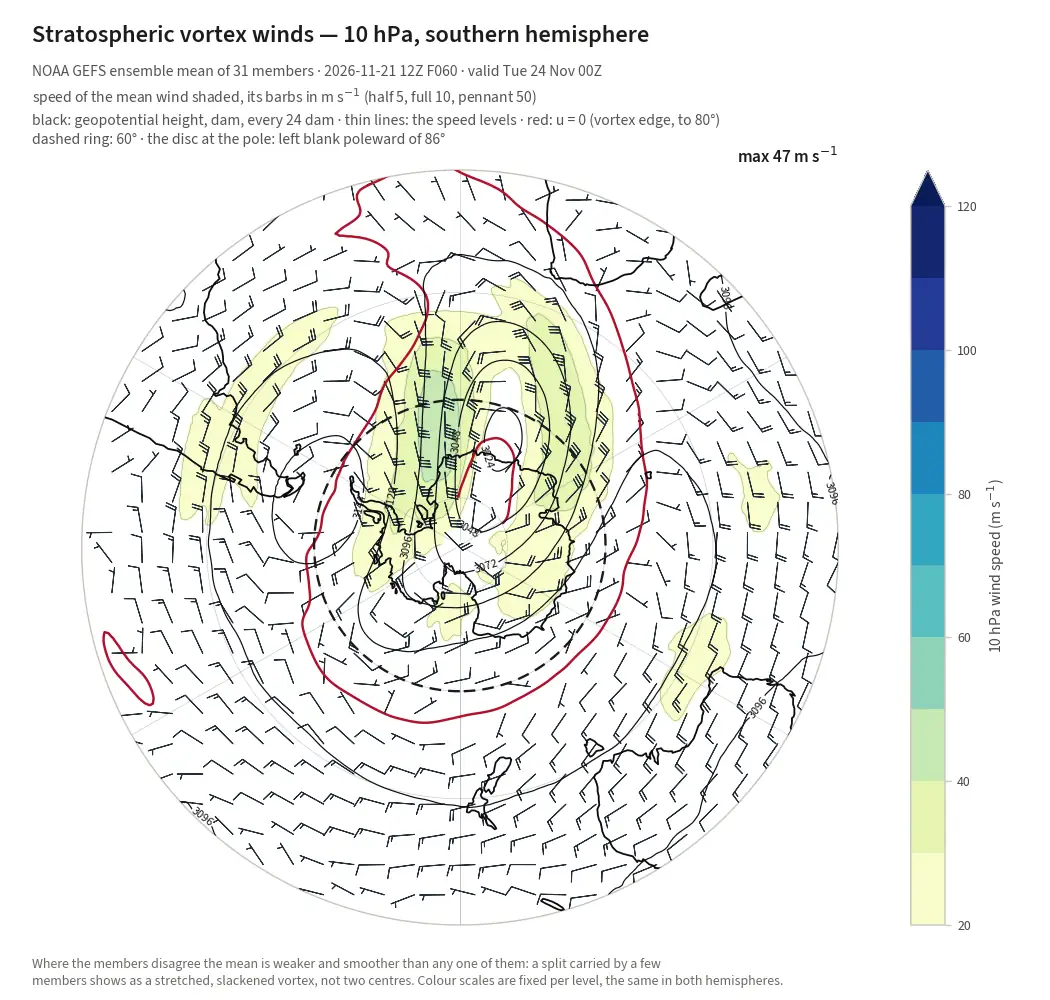 Stratospheric vortex winds — 10 hPa, southern hemisphere
NOAA GEFS ensemble mean of 31 members · 2026-11-21 12Z F060 · valid Tue 24 Nov 00Z
speed of the mean wind shaded, its barbs in m s⁻¹ (half 5, full 10, pennant 50)
black: geopotential height, dam, every 24 dam · thin lines: the speed levels · red: u = 0 (vortex edge, to 80°)
dashed ring: 60° · the disc at the pole: left blank poleward of 86°
max 47 m s⁻¹
120
100
80
60
40
20
10 hPa wind speed (m s⁻¹)
3096
3048
3096
3096
3048
3072
3096
3096
Where the members disagree the mean is weaker and smoother than any one of them: a split carried by a few
members shows as a stretched, slackened vortex, not two centres. Colour scales are fixed per level, the same in both hemispheres.